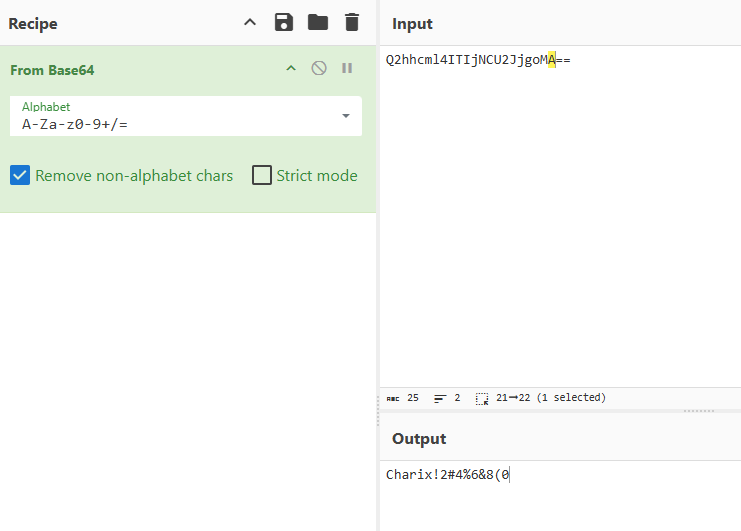 Recipe
From Base64
Alphabet
A-Za-z0-9+/=
Remove non-alphabet chars
Strict mode
Input
Q2hhcml4ITIjNCU2JjgoMA==
ABC 25
2
21→22 (1 selected)
Output
Charix!2#4%6&8(0